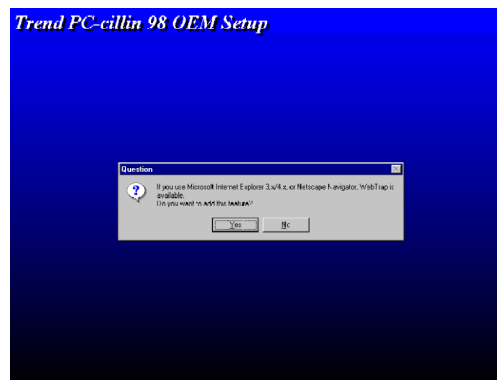 Trend PC-cillin 98 OEM Setup
Question
If you use Microsoft Internet Explorer 3.x/4.x, or Netscape Navigator, WebTrap is
available.
Do you want to add this feature?
Yes
No